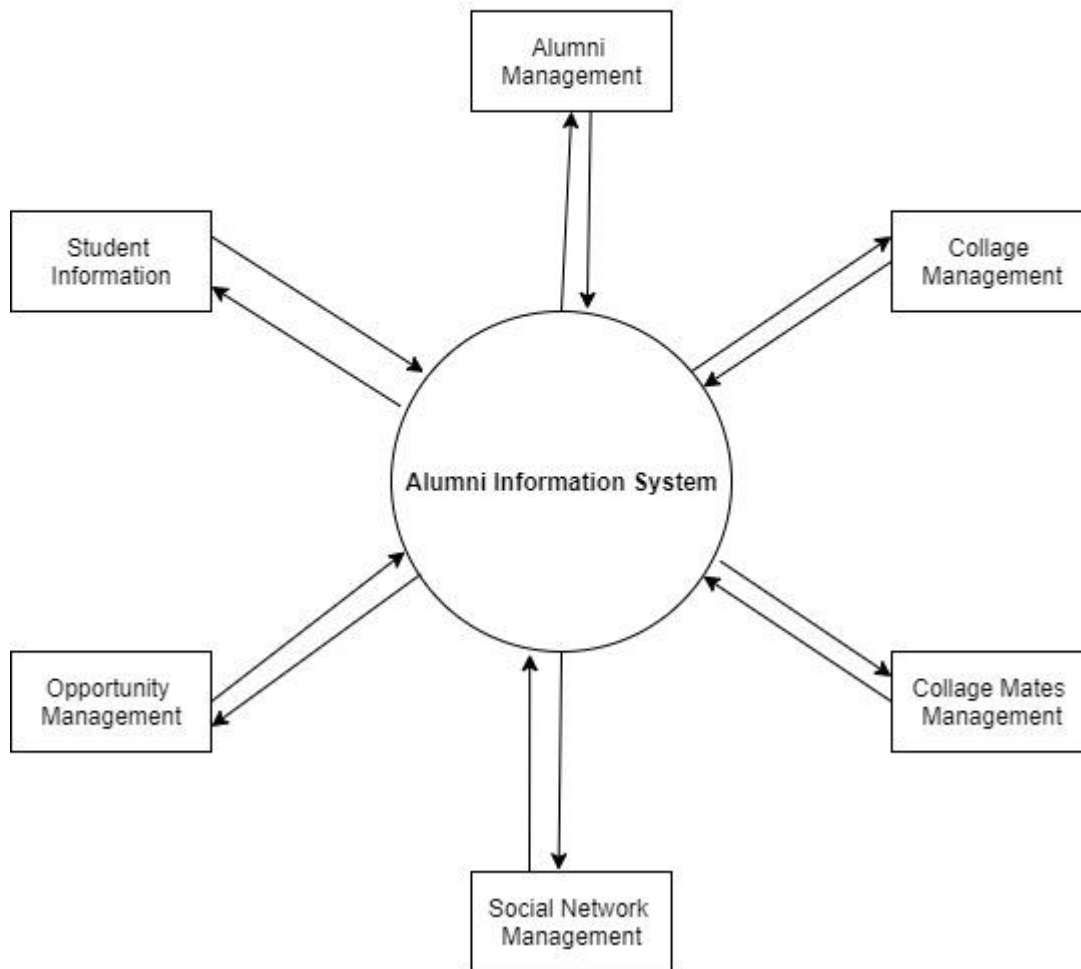 Alumni
Management
Student
Information
Collage
Management
Alumni Information System
Opportunity
Management
Collage Mates
Management
Social Network
Management